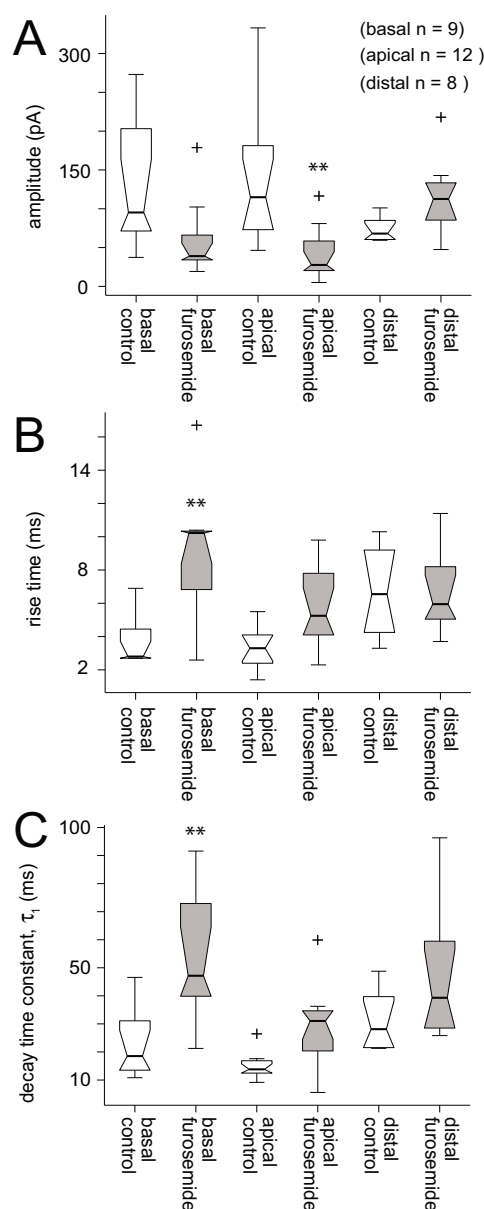 A
(basal n = 9)
(apical n = 12 )
(distal n = 8 )
amplitude (pA)
300
150
0
**
basal
control
basal
furosemide
apical
control
apical
furosemide
distal
control
distal
furosemide
B
rise time (ms)
14
8
2
**
basal
control
basal
furosemide
apical
control
apical
furosemide
distal
control
distal
furosemide
C
decay time constant, τ1 (ms)
100
50
10
**
basal
control
basal
furosemide
apical
control
apical
furosemide
distal
control
distal
furosemide